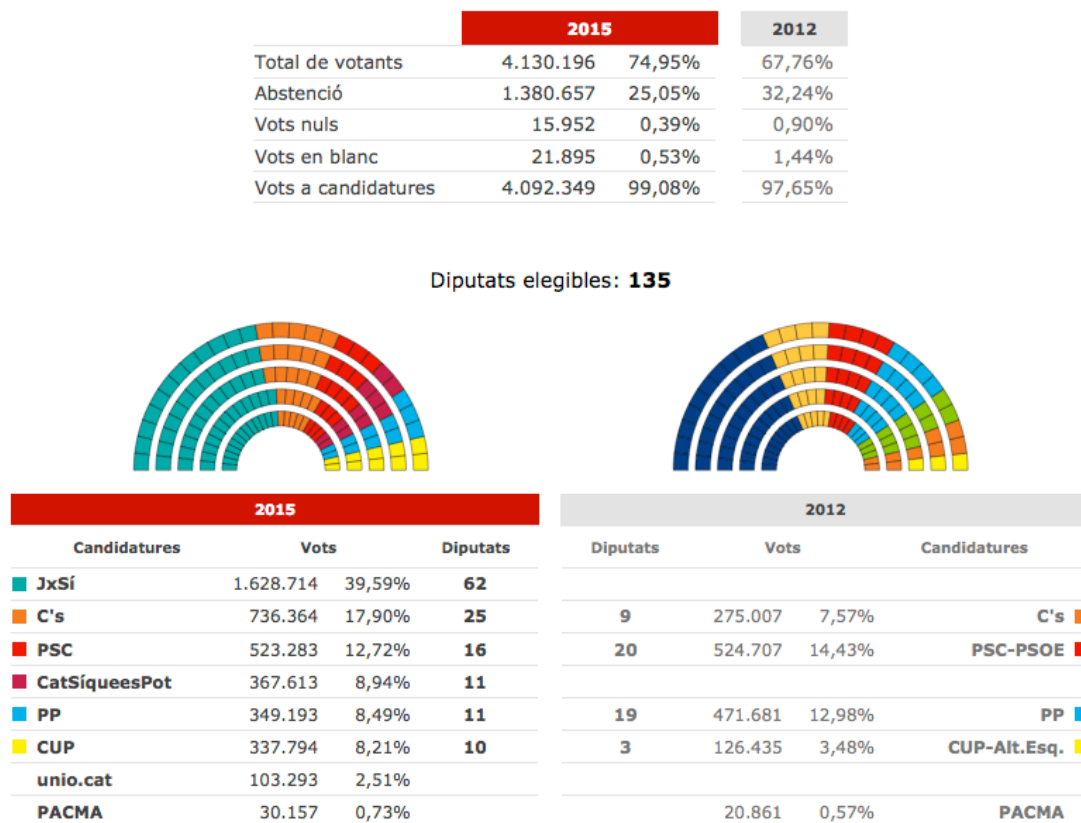 2015 2012
Total de votants 4.130.196 74,95% 67,76%
Abstenció 1.380.657 25,05% 32,24%
Vots nuls 15.952 0,39% 0,90%
Vots en blanc 21.895 0,53% 1,44%
Vots a candidatures 4.092.349 99,08% 97,65%
Diputats elegibles: 135
2015 2012
Candidatures Vots Diputats Diputats Vots Candidatures
JxSí 1.628.714 39,59% 62
C's 736.364 17,90% 25 9 275.007 7,57% C's
PSC 523.283 12,72% 16 20 524.707 14,43% PSC-PSOE
CatSíqueesPot 367.613 8,94% 11
PP 349.193 8,49% 11 19 471.681 12,98% PP
CUP 337.794 8,21% 10 3 126.435 3,48% CUP-Alt.Esq.
unio.cat 103.293 2,51%
PACMA 30.157 0,73% 20.861 0,57% PACMA